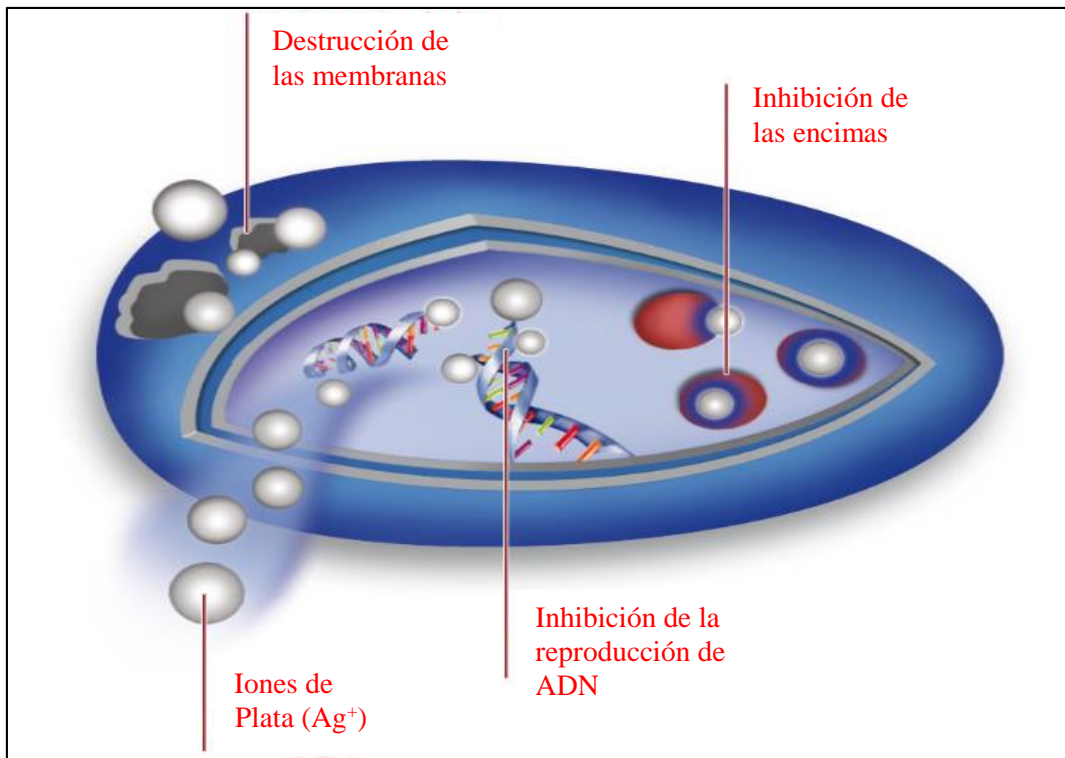 Destrucción de
las membranas
Inhibición de
las encimas
Inhibición de la
reproducción de
ADN
Iones de
Plata (Ag⁺)